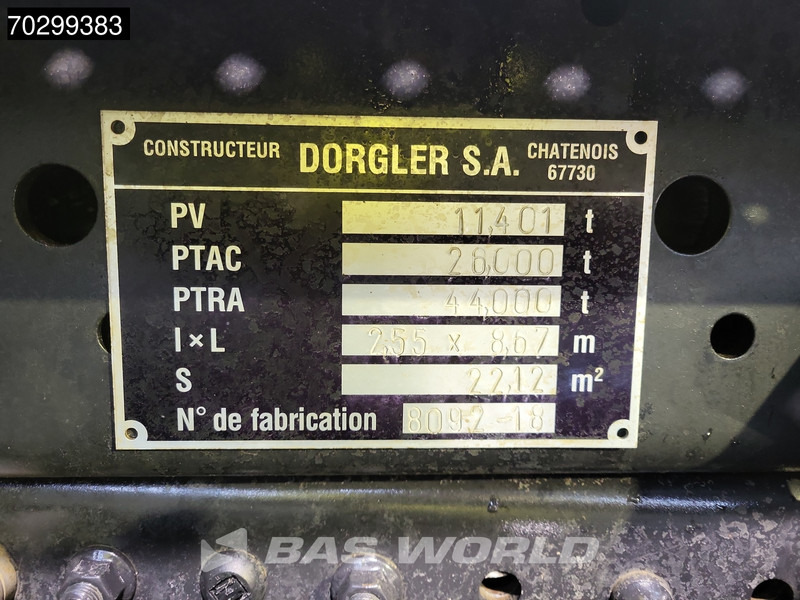 70299383
CONSTRUCTEUR DORGLER S.A. CHATENOIS
67730
PV 11,401 t
PTAC 26,000 t
PTRA 44,000 t
l×L 2,55 x 8,67 m
S 22,12 m²
N° de fabrication 8092-18
BAS WORLD